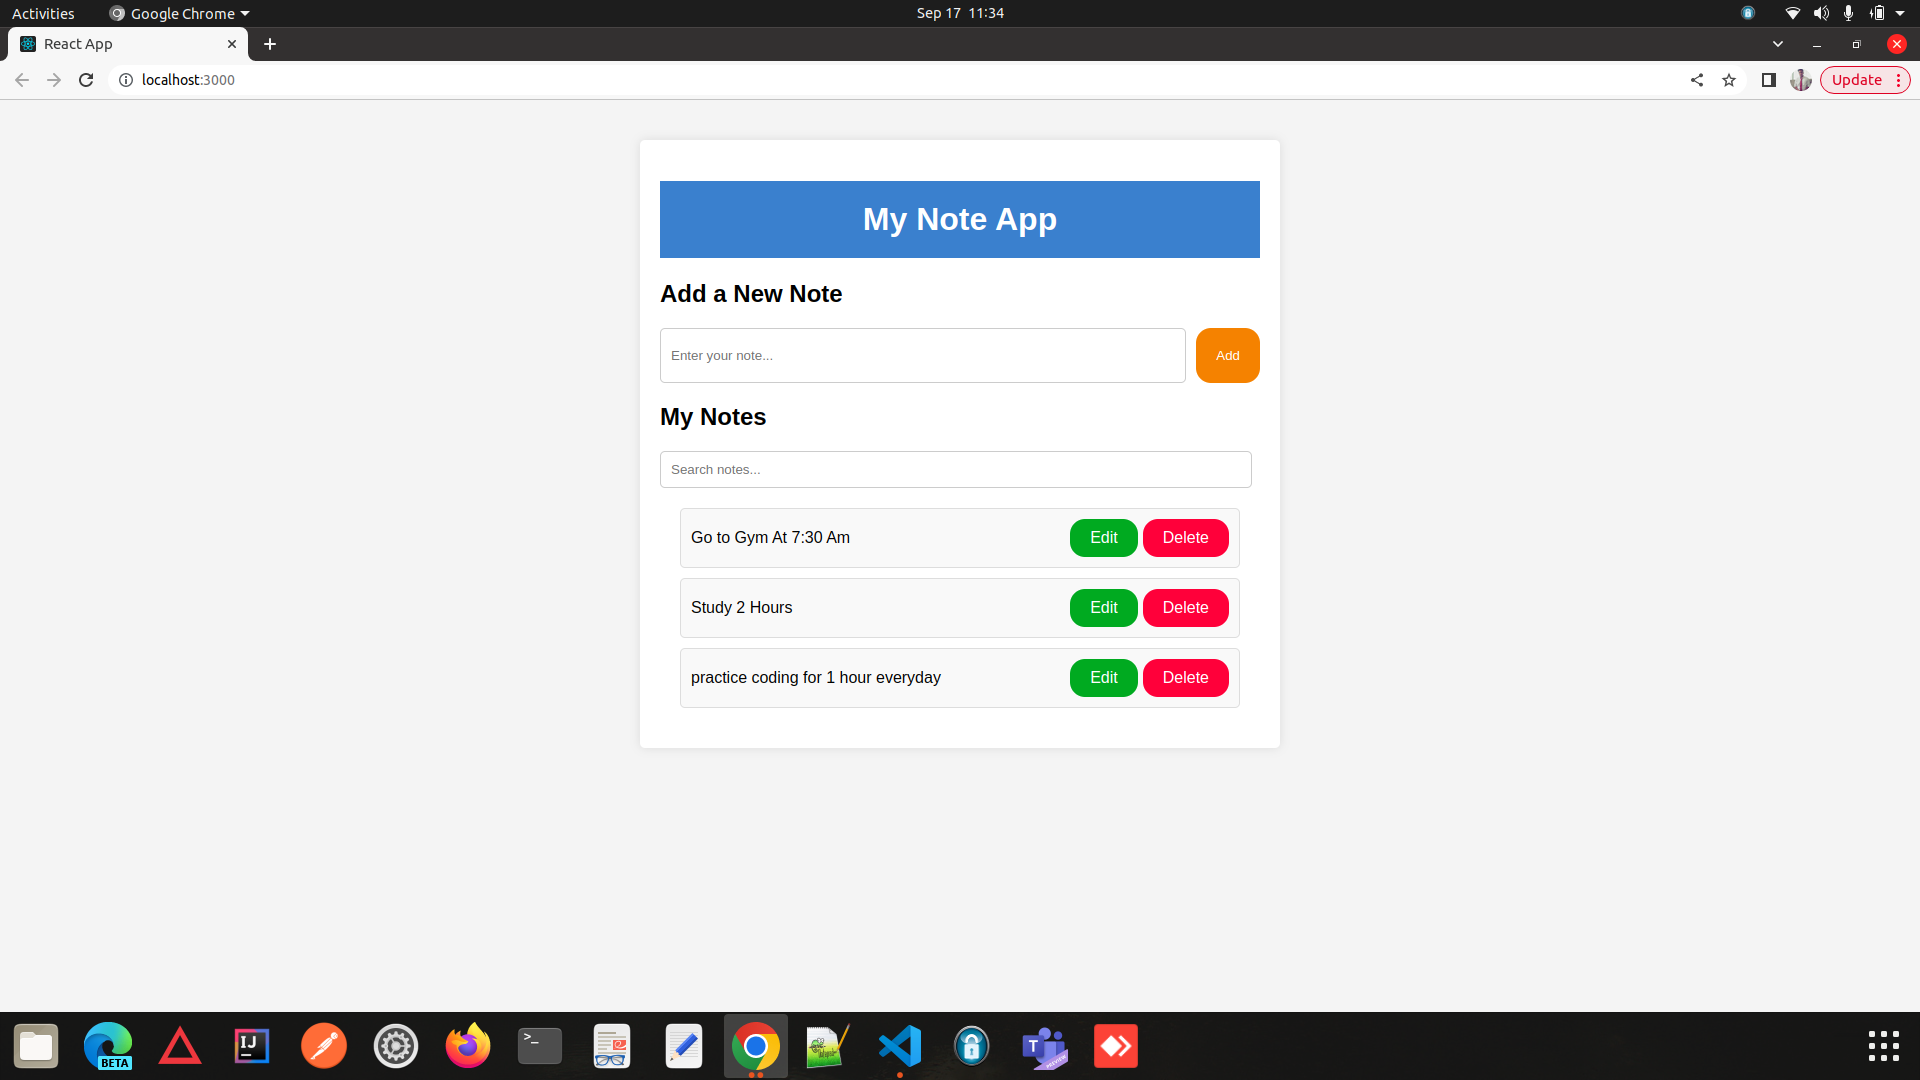 Activities Google Chrome Sep 17 11:34
React App
localhost:3000 Update
My Note App
Add a New Note
Enter your note... Add
My Notes
Search notes...
Go to Gym At 7:30 Am Edit Delete
Study 2 Hours Edit Delete
practice coding for 1 hour everyday Edit Delete
BETA IJ >_ T PREVIEW